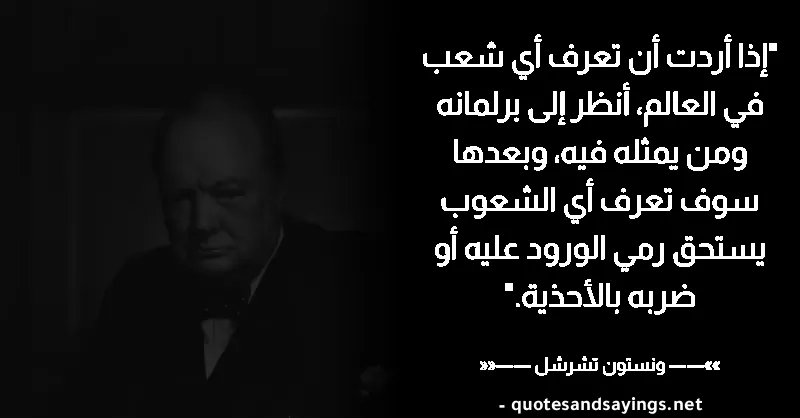 "إذا أردت أن تعرف أي شعب
في العالم، أنظر إلى برلمانه
ومن يمثله فيه، وبعدها
سوف تعرف أي الشعوب
يستحق رمي الورود عليه أو
ضربه بالأحذية."
««—— ونستون تشرشل ——»»
- quotesandsayings.net